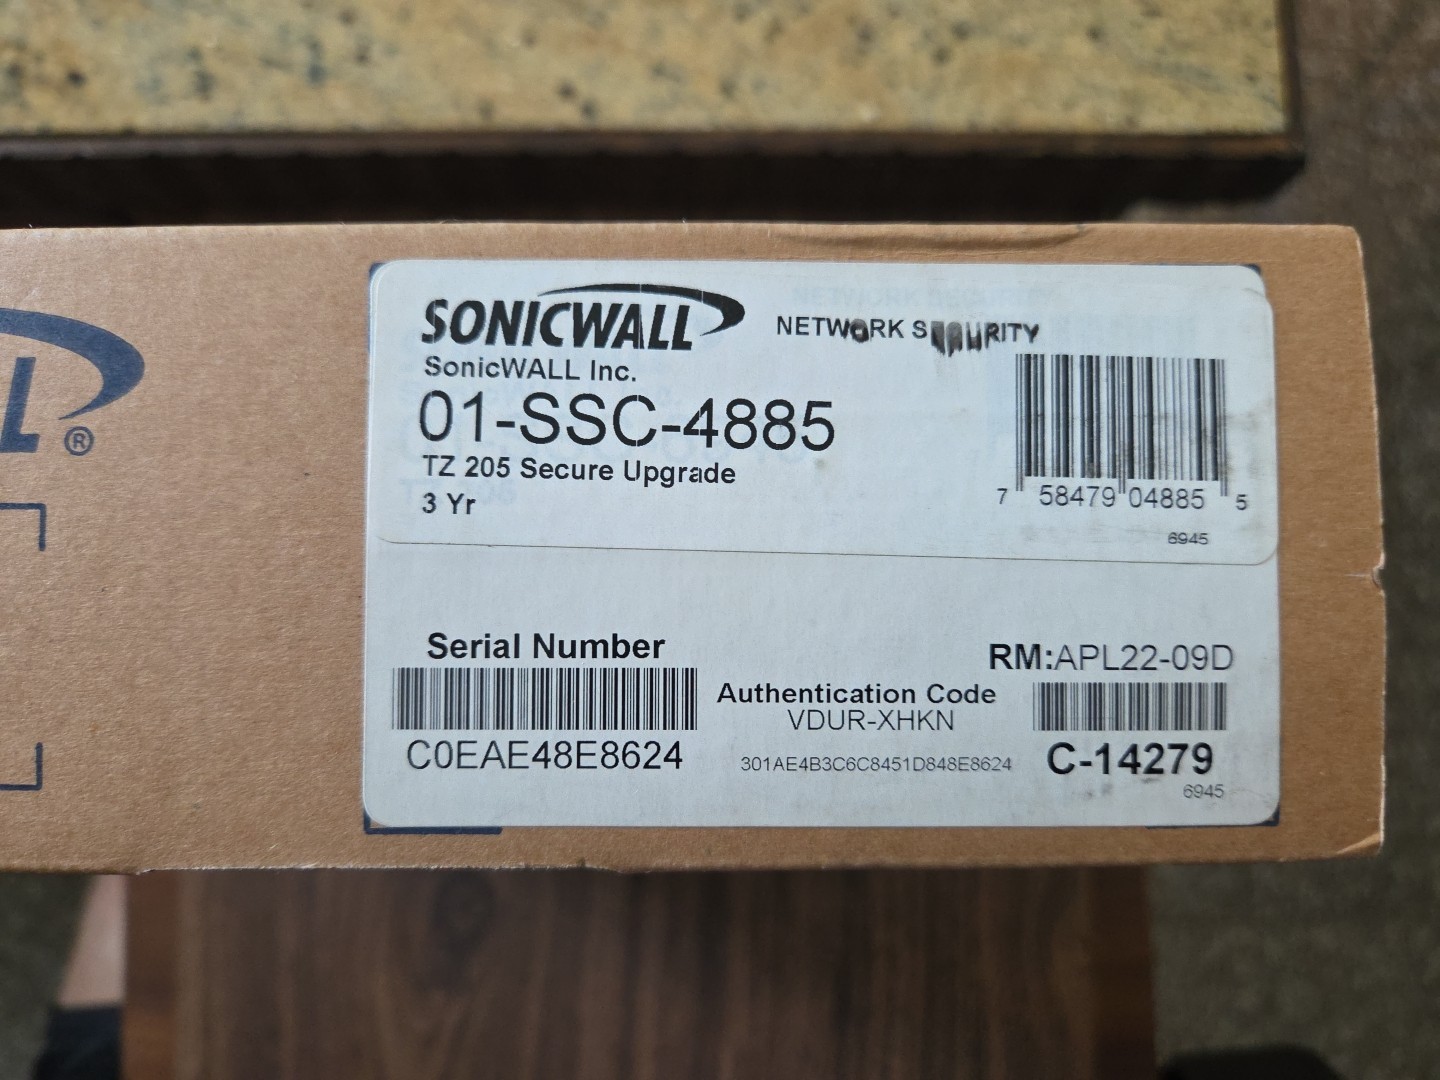 LL®
SONICWALL
NETWORK SECURITY
SonicWALL Inc.
01-SSC-4885
TZ 205 Secure Upgrade
3 Yr
7 58479 04885 5
6945
Serial Number
RM:APL22-09D
Authentication Code
VDUR-XHKN
C0EAE48E8624
301AE4B3C6C8451D848E8624
C-14279
6945